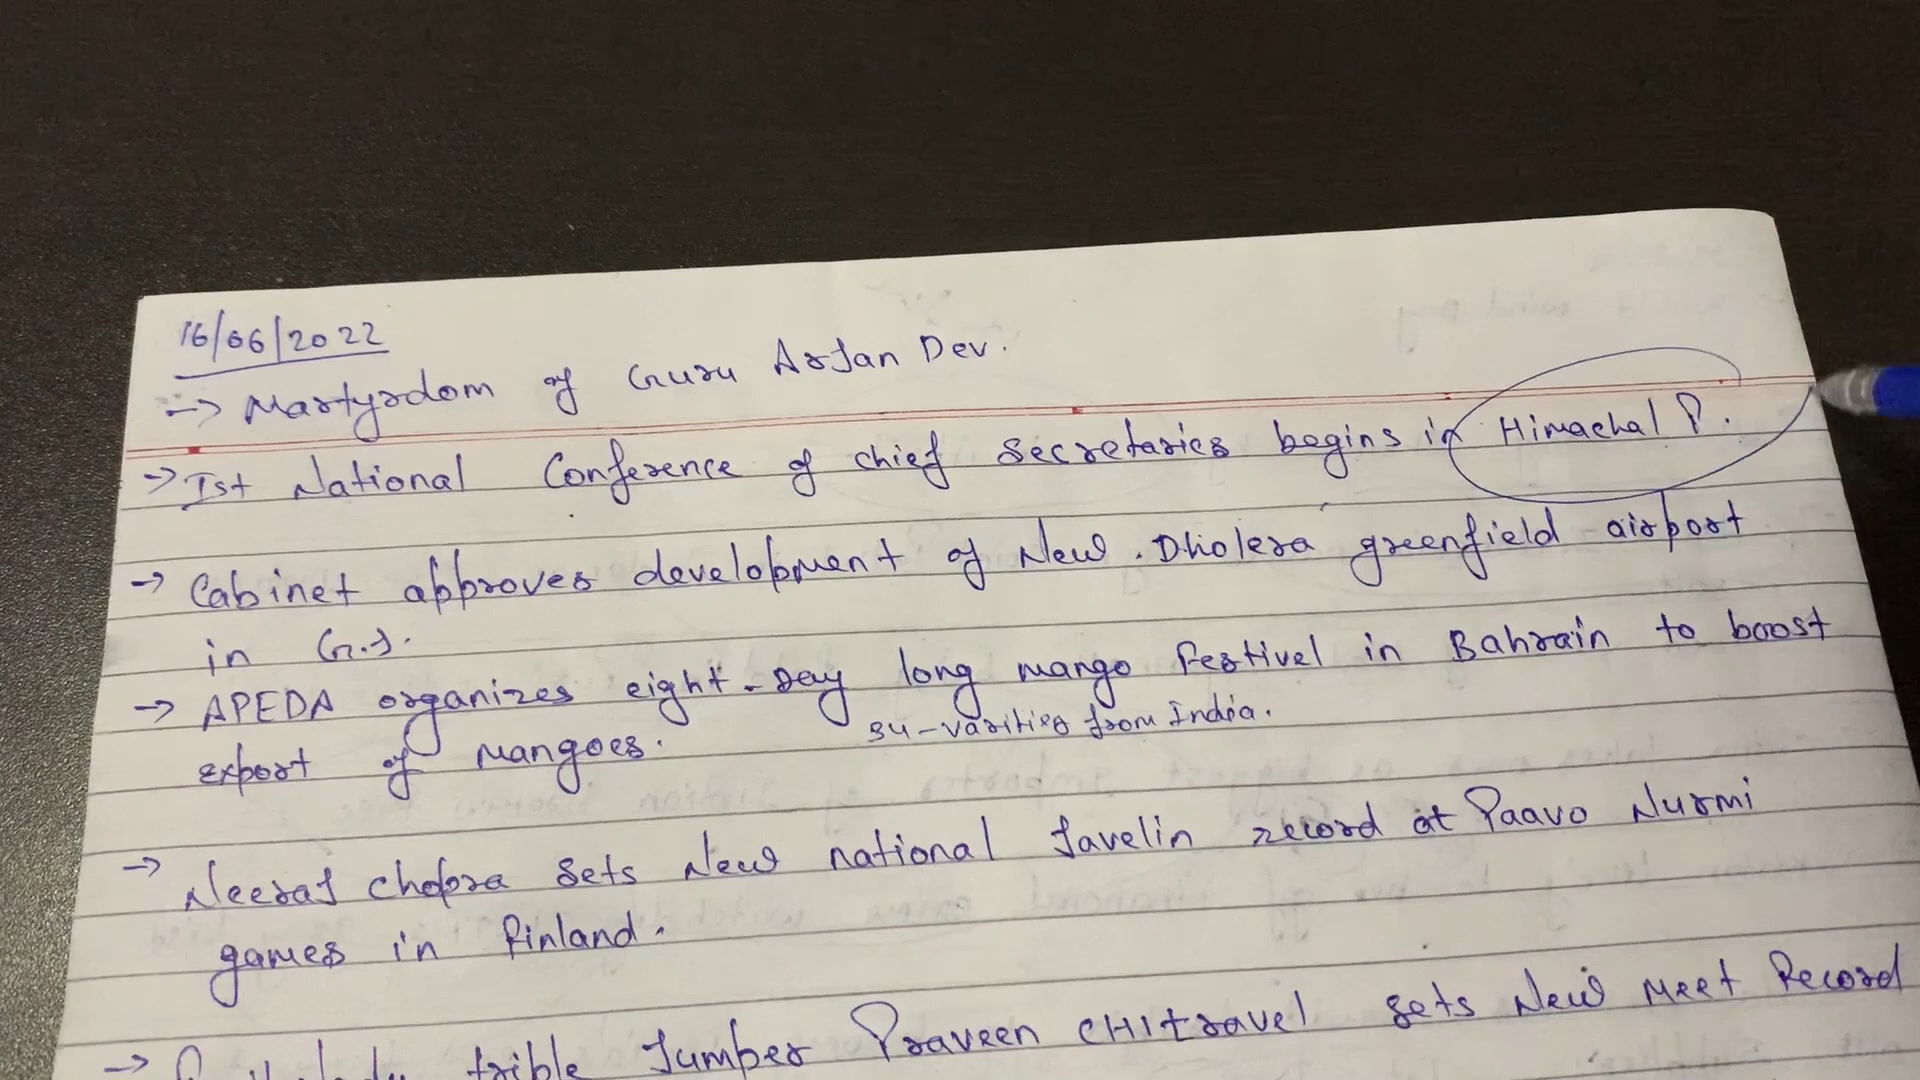 16/06/2022
→ Martyrdom of Guru Arjan Dev.
→ Ist National Conference of chief secretaries begins in Himachal P.
→ Cabinet approves development of New Dholera greenfield airport
in G.J.
→ APEDA organizes eight-Day long mango festivel in Bahrain to boost
34-varities from India.
export of mangoes.
→ Neeraj chopra sets New national Javelin record at Paavo Nurmi
games in Finland.
→ trible Jumper Praveen CHItravel sets New Meet Record